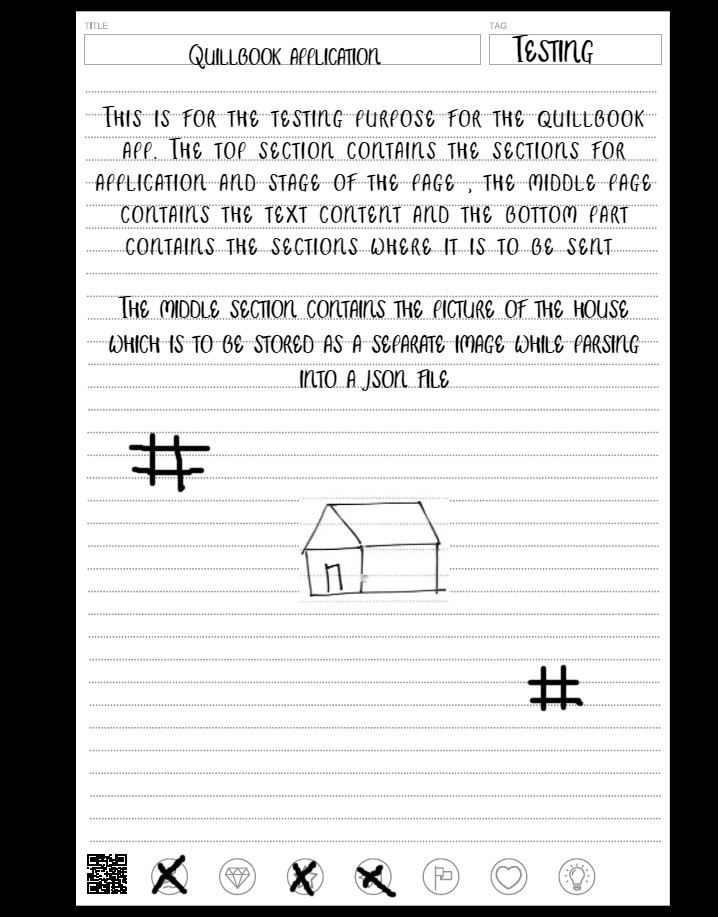 TITLE
TAG
QUILLBOOK APPLICATION
TESTING
THIS IS FOR THE TESTING PURPOSE FOR THE QUILLBOOK
APP. THE TOP SECTION CONTAINS THE SECTIONS FOR
APPLICATION AND STAGE OF THE PAGE , THE MIDDLE PAGE
CONTAINS THE TEXT CONTENT AND THE BOTTOM PART
CONTAINS THE SECTIONS WHERE IT IS TO BE SENT
THE MIDDLE SECTION CONTAINS THE PICTURE OF THE HOUSE
WHICH IS TO BE STORED AS A SEPARATE IMAGE WHILE PARSING
INTO A JSON FILE
#
#